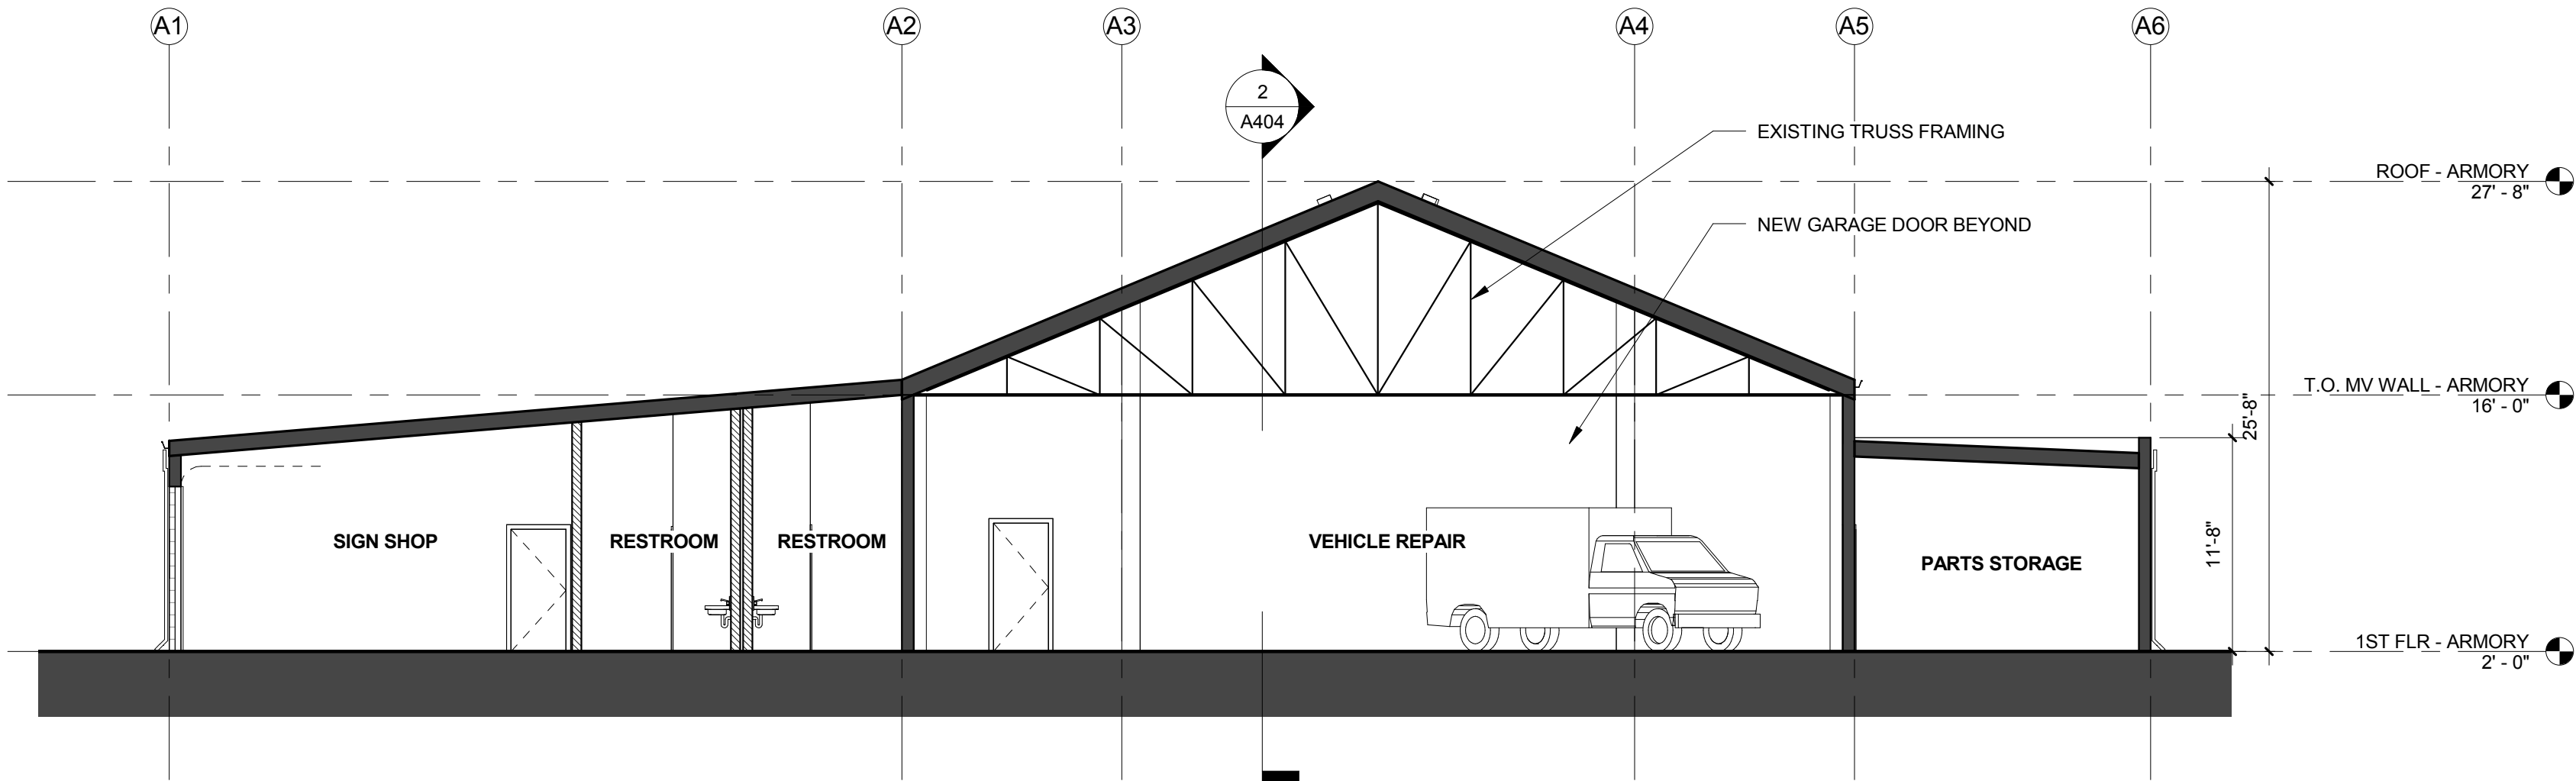 A1
A2
A3
A4
A5
A6
2
A404
EXISTING TRUSS FRAMING
ROOF - ARMORY
27' - 8"
NEW GARAGE DOOR BEYOND
T.O. MV WALL - ARMORY
16' - 0"
25'-8"
11'-8"
SIGN SHOP
RESTROOM
RESTROOM
VEHICLE REPAIR
PARTS STORAGE
1ST FLR - ARMORY
2' - 0"